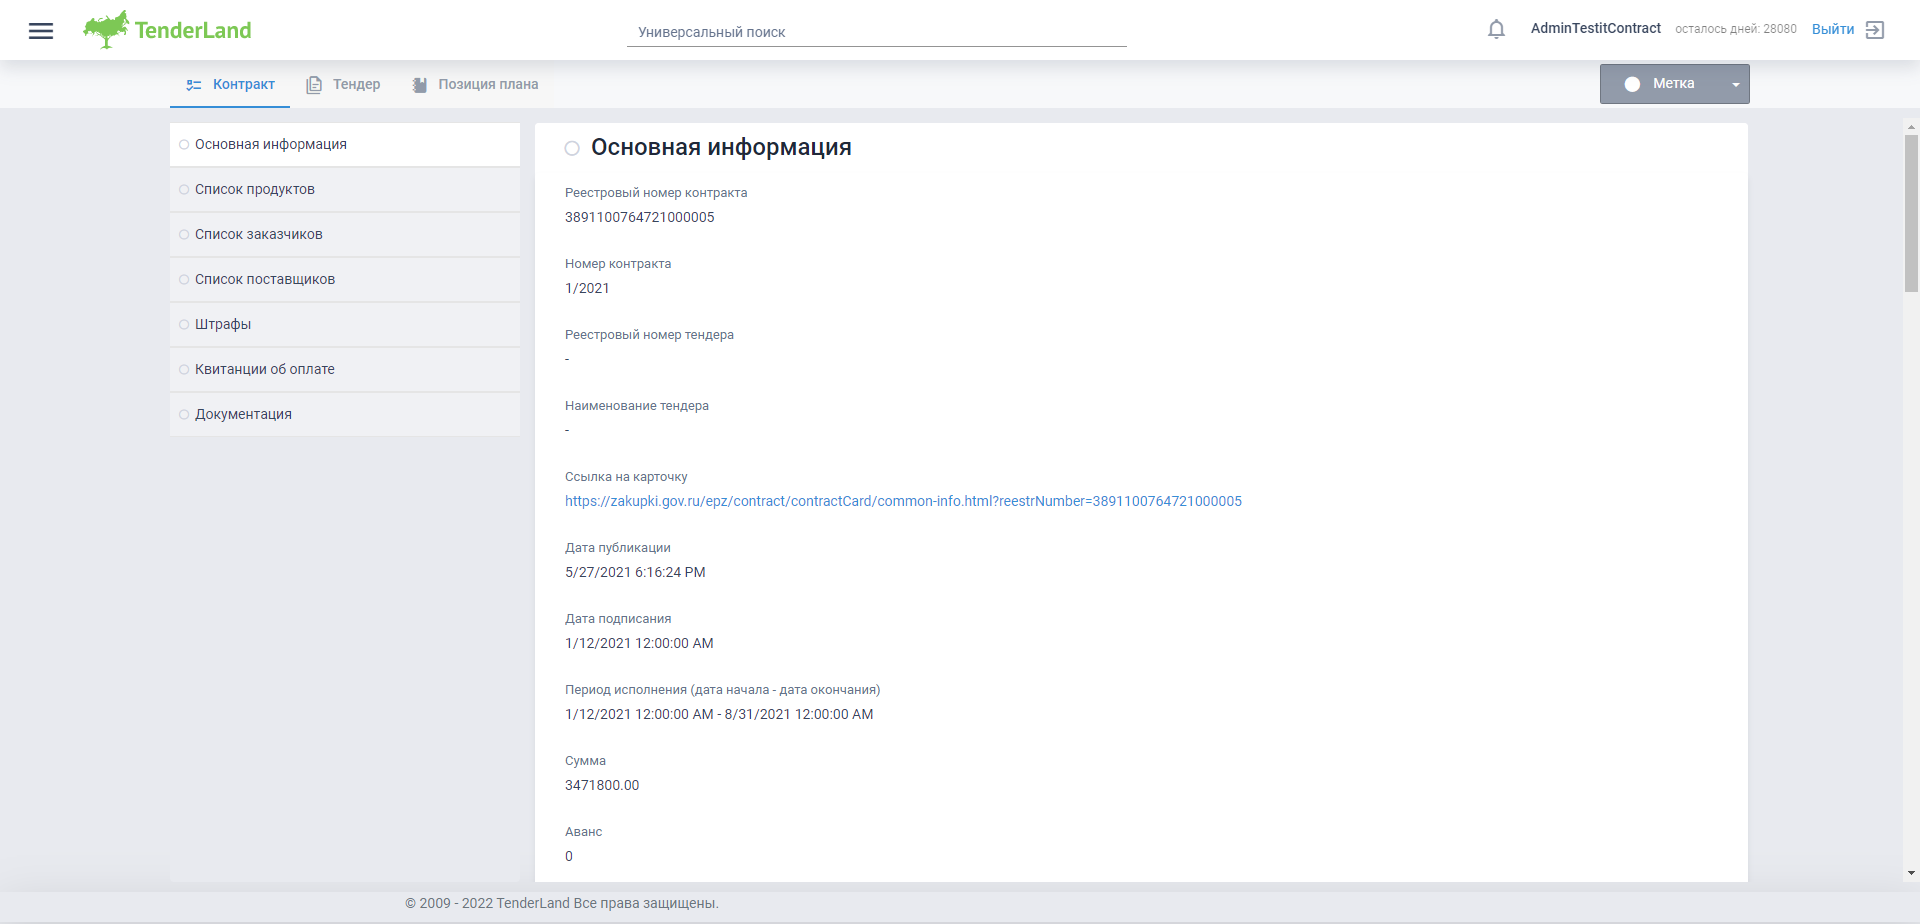 TenderLand
Универсальный поиск
AdminTestitContract
осталось дней: 28080
Выйти
Контракт
Тендер
Позиция плана
Метка
Основная информация
Список продуктов
Список заказчиков
Список поставщиков
Штрафы
Квитанции об оплате
Документация
Основная информация
Реестровый номер контракта
3891100764721000005
Номер контракта
1/2021
Реестровый номер тендера
-
Наименование тендера
-
Ссылка на карточку
https://zakupki.gov.ru/epz/contract/contractCard/common-info.html?reestrNumber=3891100764721000005
Дата публикации
5/27/2021 6:16:24 PM
Дата подписания
1/12/2021 12:00:00 AM
Период исполнения (дата начала - дата окончания)
1/12/2021 12:00:00 AM - 8/31/2021 12:00:00 AM
Сумма
3471800.00
Аванс
0
© 2009 - 2022 TenderLand Все права защищены.